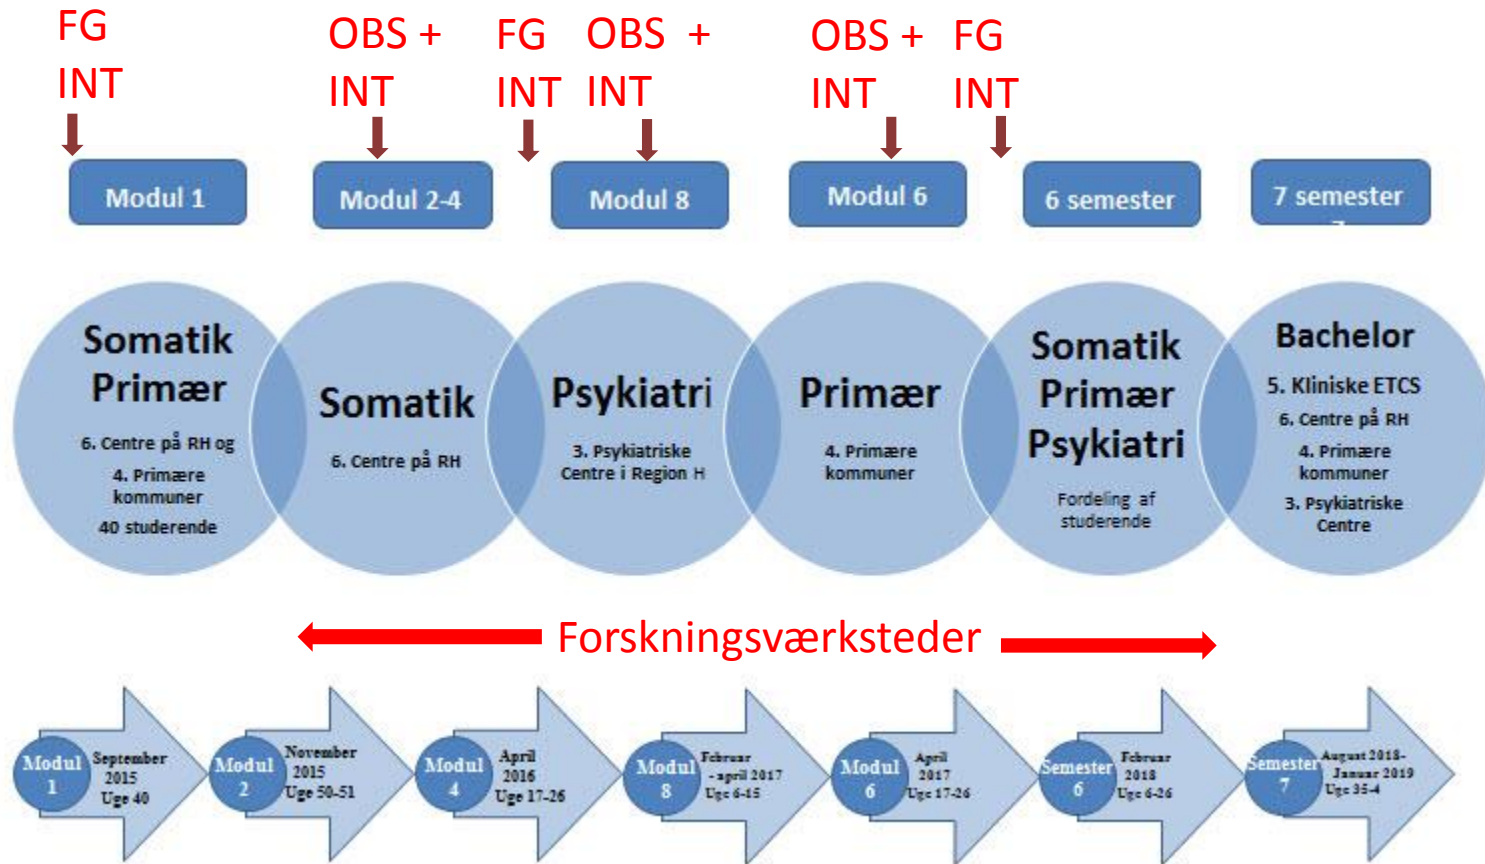 FG
INT
OBS +
INT
FG
INT
OBS +
INT
OBS +
INT
FG
INT
Modul 1
Modul 2-4
Modul 8
Modul 6
6 semester
7 semester
Somatik
Primær
6. Centre på RH og
4. Primære
kommuner
40 studerende
Somatik
6. Centre på RH
Psykiatri
3. Psykiatriske
Centre i Region H
Primær
4. Primære
kommuner
Somatik
Primær
Psykiatri
Fordeling af
studerende
Bachelor
5. Kliniske ETCS
6. Centre på RH
4. Primære
kommuner
3. Psykiatriske
Centre
Forskningsværksteder
Modul
1
September
2015
Uge 40
Modul
2
November
2015
Uge 50-51
Modul
4
April
2016
Uge 17-26
Modul
8
Februar
- april 2017
Uge 6-15
Modul
6
April
2017
Uge 17-26
Semester
6
Februar
2018
Uge 6-26
Semester
7
August 2018-
Januar 2019
Uge 35-4